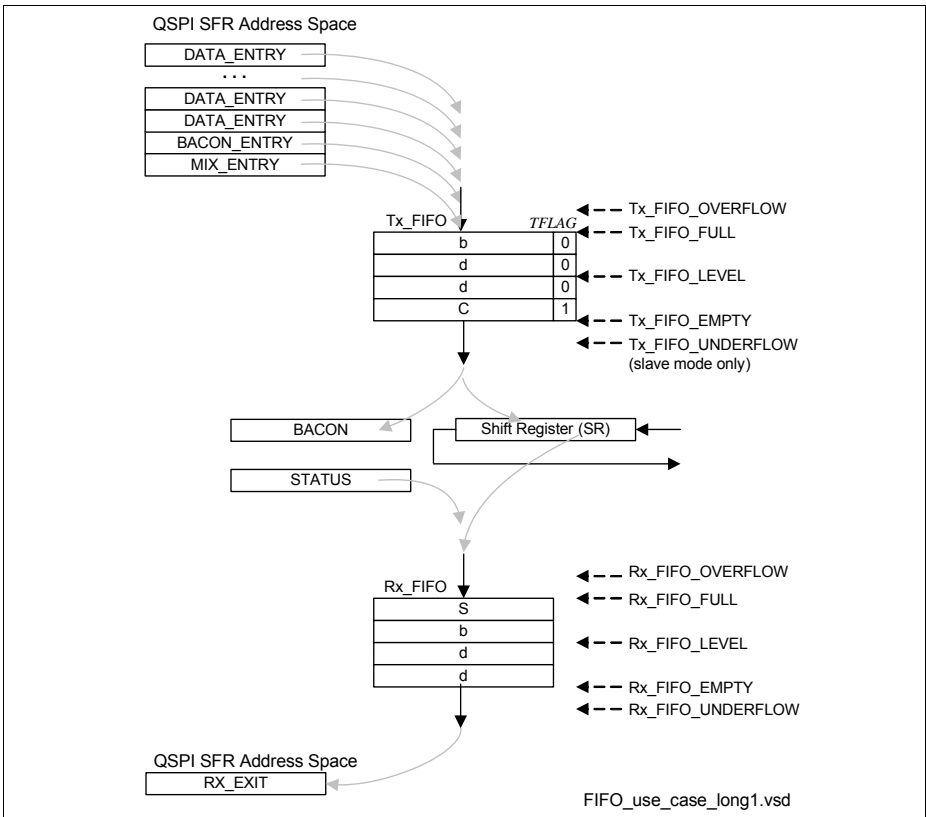 QSPI SFR Address Space
DATA_ENTRY
. . .
DATA_ENTRY
DATA_ENTRY
BACON_ENTRY
MIX_ENTRY
Tx_FIFO
TFLAG
b 0
d 0
d 0
C 1
Tx_FIFO_OVERFLOW
Tx_FIFO_FULL
Tx_FIFO_LEVEL
Tx_FIFO_EMPTY
Tx_FIFO_UNDERFLOW
(slave mode only)
BACON
Shift Register (SR)
STATUS
Rx_FIFO
S
b
d
d
Rx_FIFO_OVERFLOW
Rx_FIFO_FULL
Rx_FIFO_LEVEL
Rx_FIFO_EMPTY
Rx_FIFO_UNDERFLOW
QSPI SFR Address Space
RX_EXIT
FIFO_use_case_long1.vsd